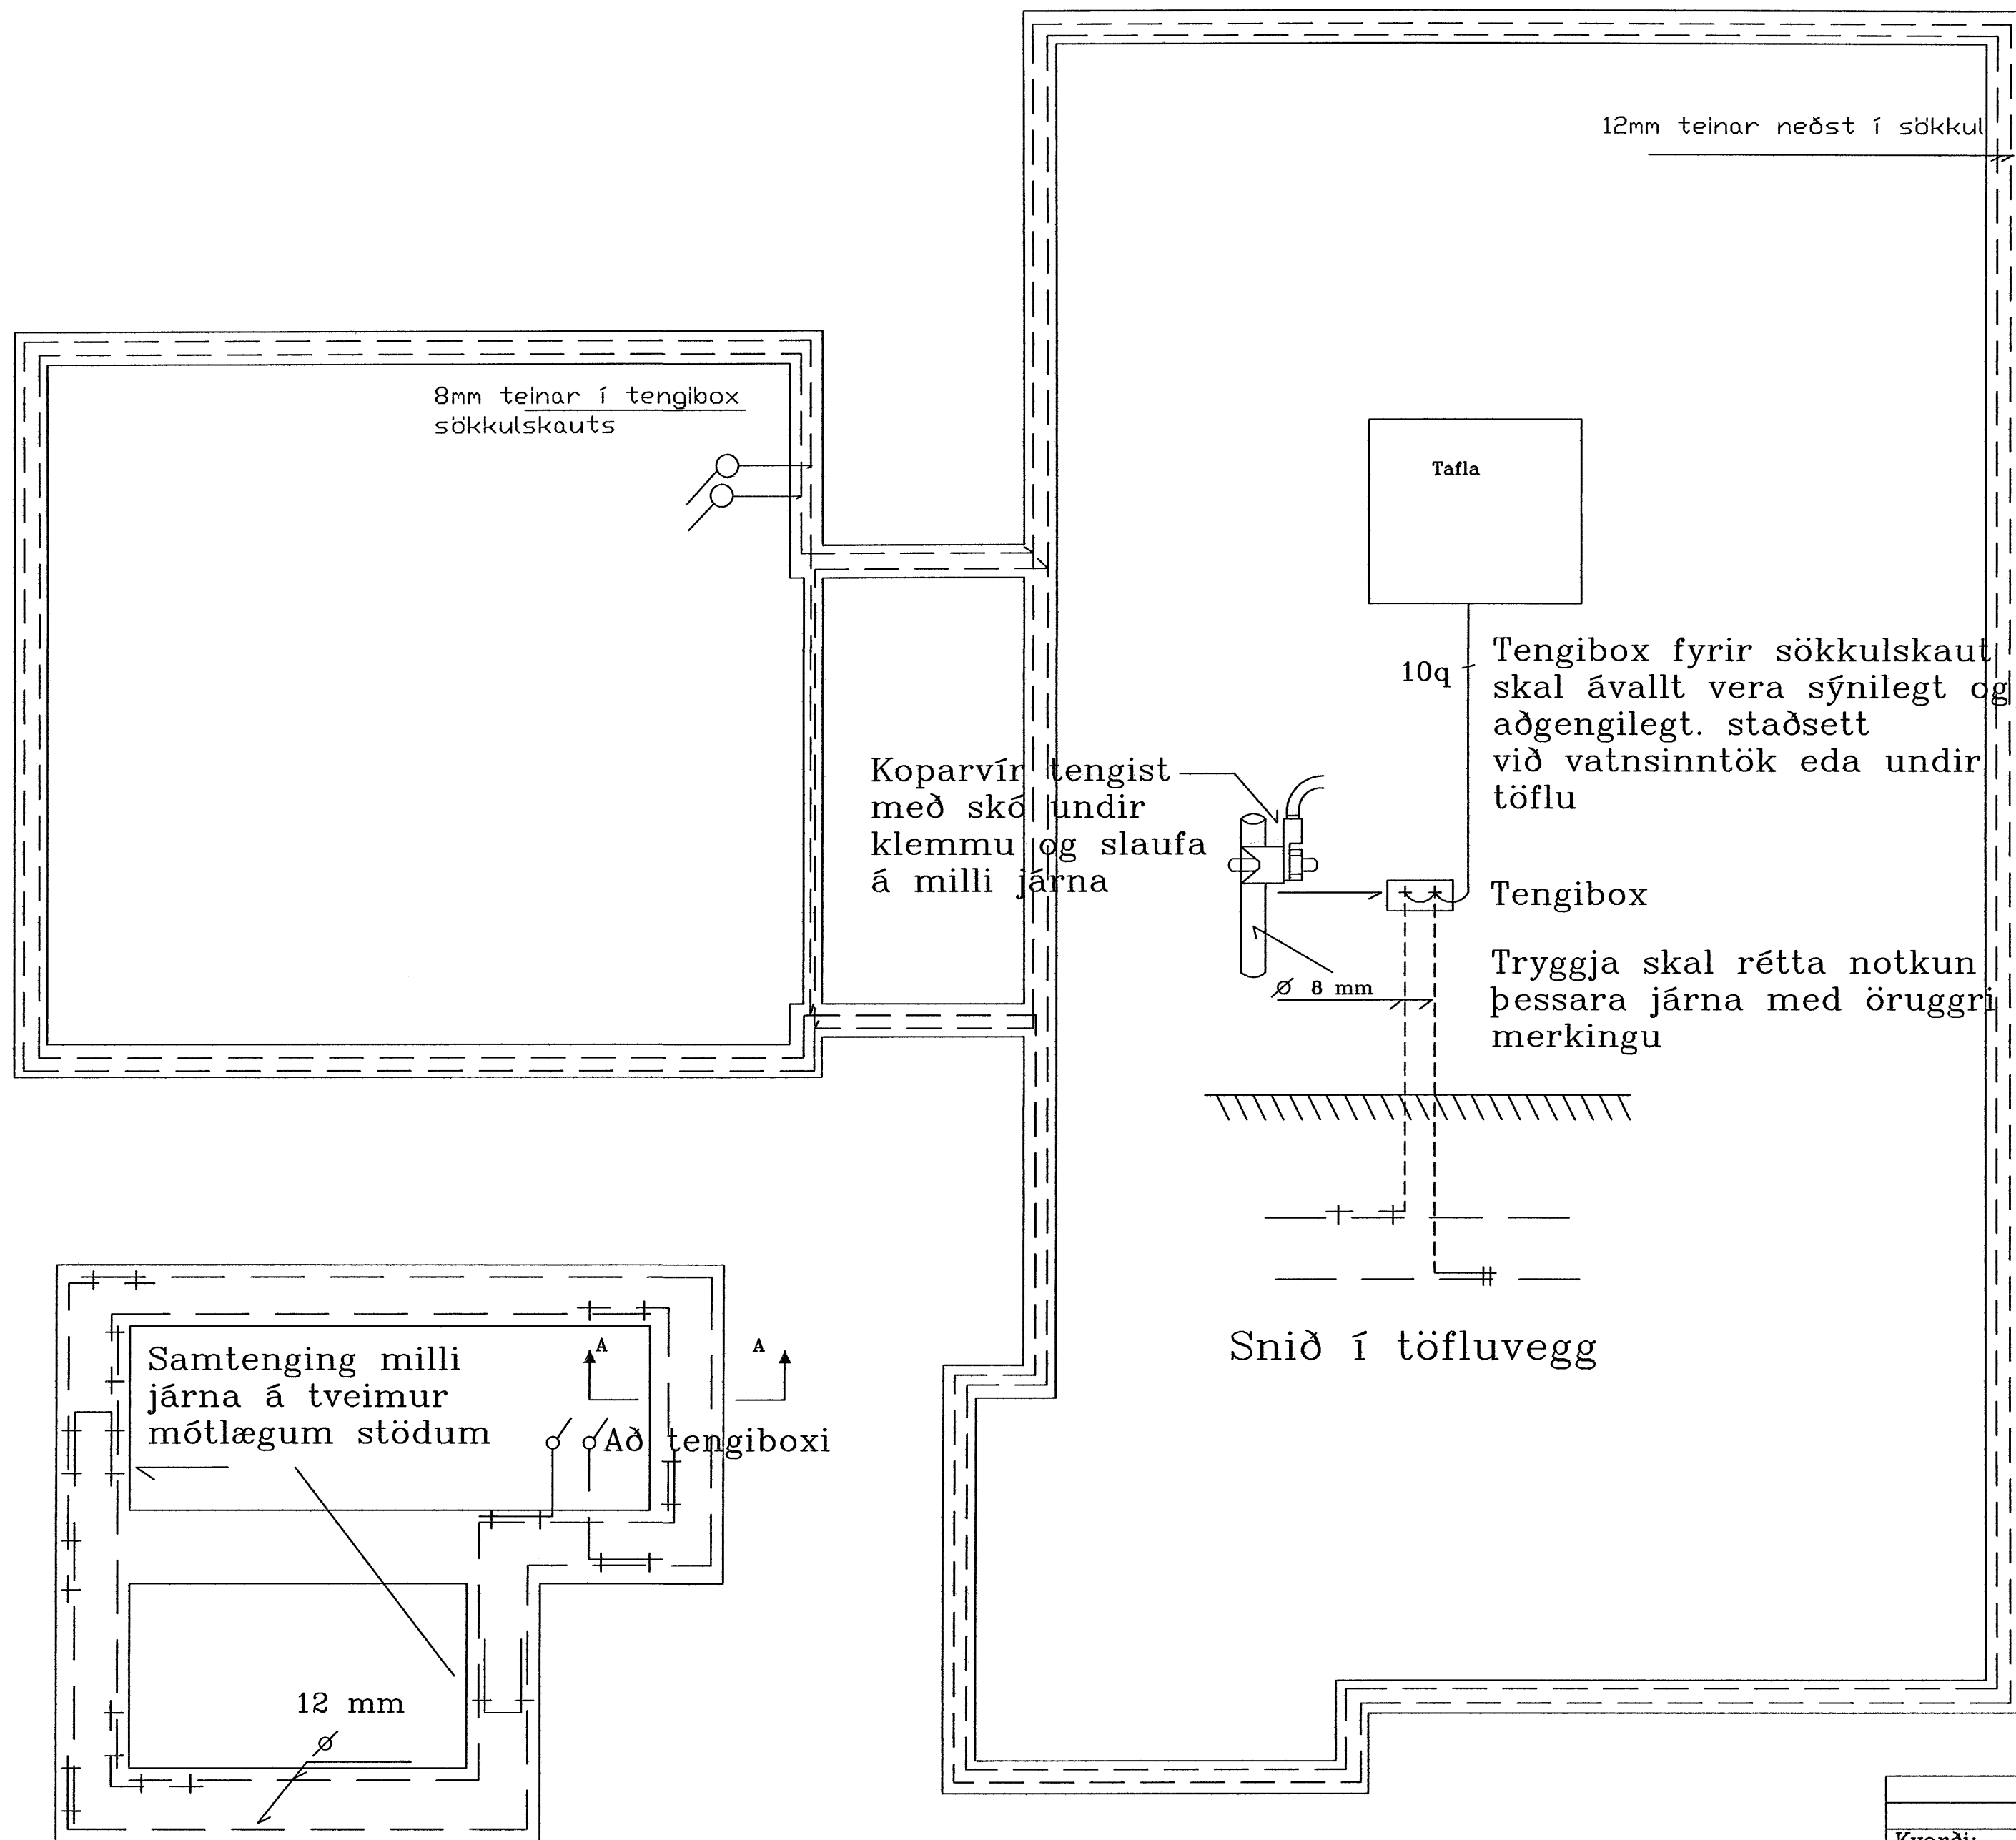 12mm teinar neðst í sökkul
8mm teinar í tengibox
sökkulskauts
Tafla
10q
Tengibox fyrir sökkulskaut
skal ávallt vera sýnilegt og
aðgengilegt. staðsett
við vatnsinntök eda undir
töflu
Koparvír tengist
með skó undir
klemmu og slaufa
á milli járna
Tengibox
Tryggja skal rétta notkun
þessara járna med öruggri
merkingu
ø 8 mm
Snið í töfluvegg
Samtenging milli
járna á tveimur
mótlægum stödum
A
A
Að tengiboxi
12 mm
ø
Kvarði: